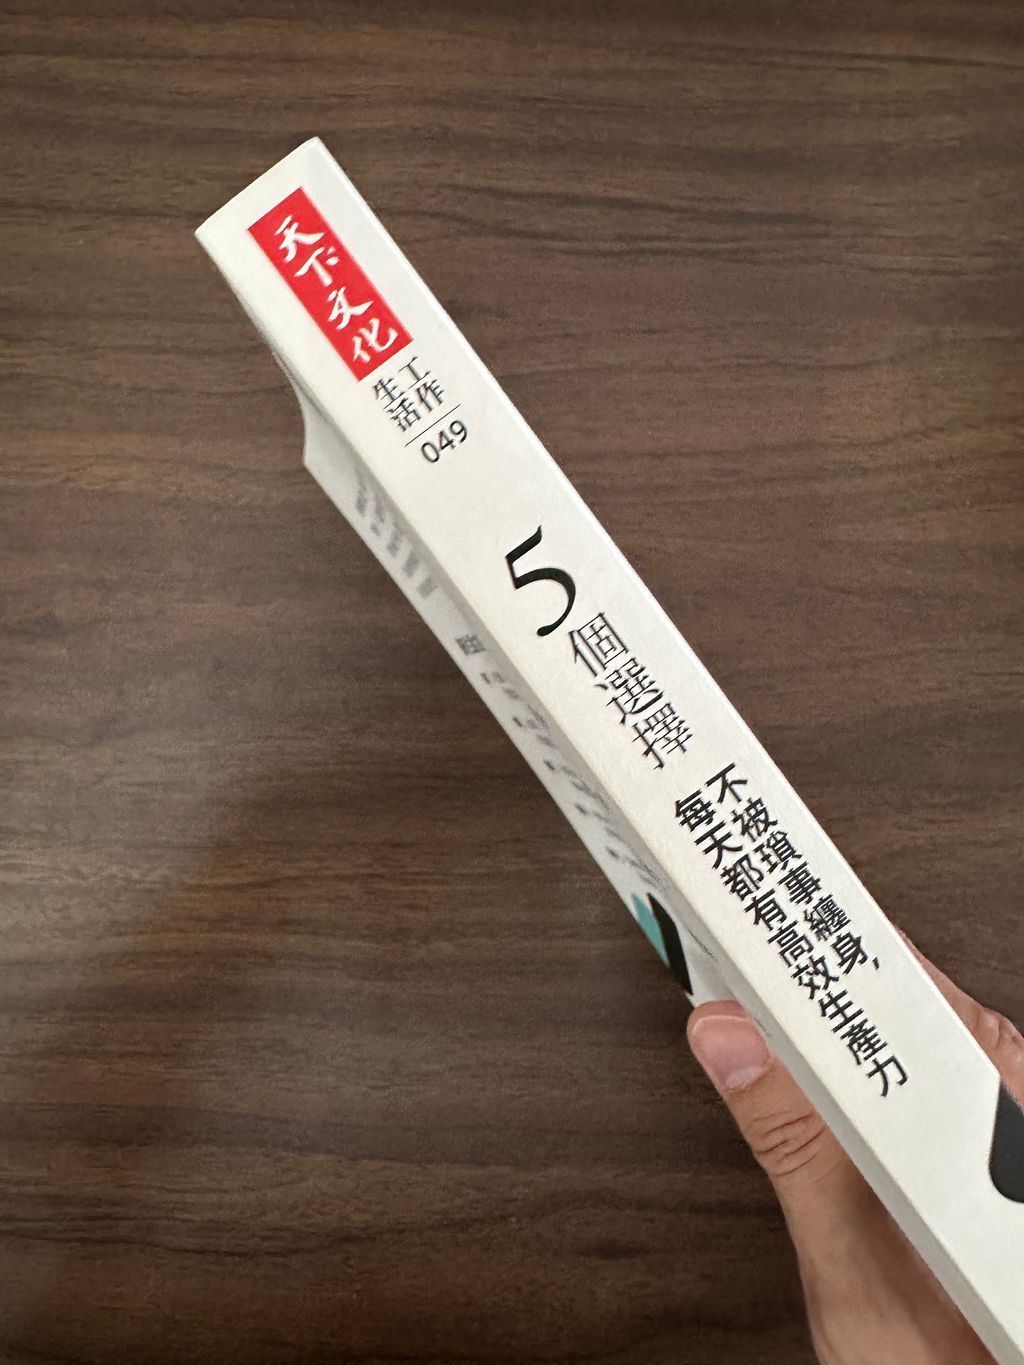 天下文化
工作
生活
049
5個選擇
不被瑣事纏身,
每天都有高效生產力